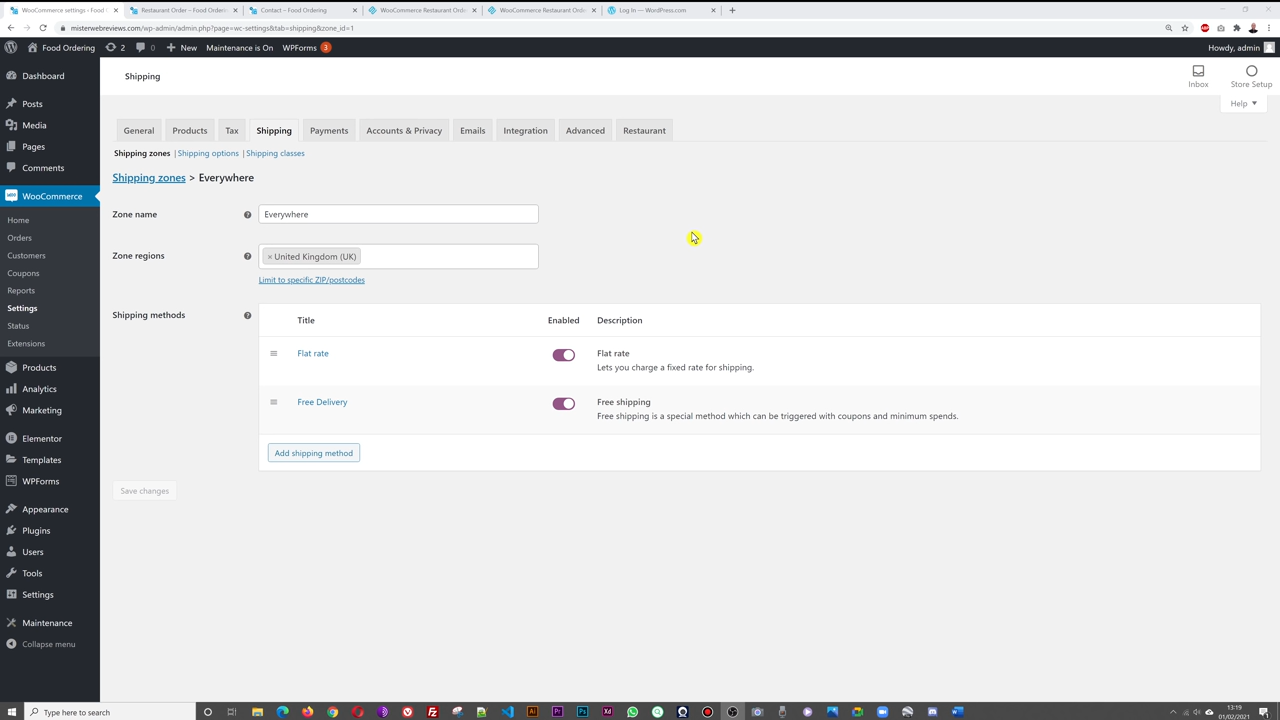 WooCommerce settings ‹ Food
Restaurant Order – Food Orderin
Contact – Food Ordering
WooCommerce Restaurant Orde
WooCommerce Restaurant Orde
Log In — WordPress.com
misterwebreviews.com/wp-admin/admin.php?page=wc-settings&tab=shipping&zone_id=1
Food Ordering 2 0 New Maintenance is On WPForms 3 Howdy, admin
Dashboard
Posts
Media
Pages
Comments
WooCommerce
Home
Orders
Customers
Coupons
Reports
Settings
Status
Extensions
Products
Analytics
Marketing
Elementor
Templates
WPForms
Appearance
Plugins
Users
Tools
Settings
Maintenance
Collapse menu
Shipping
Inbox
Store Setup
Help
General Products Tax Shipping Payments Accounts & Privacy Emails Integration Advanced Restaurant
Shipping zones | Shipping options | Shipping classes
Shipping zones > Everywhere
Zone name ? Everywhere
Zone regions ? × United Kingdom (UK)
Limit to specific ZIP/postcodes
Shipping methods ?
Title Enabled Description
Flat rate Flat rate
Lets you charge a fixed rate for shipping.
Free Delivery Free shipping
Free shipping is a special method which can be triggered with coupons and minimum spends.
Add shipping method
Save changes
Type here to search
13:19
01/02/2021